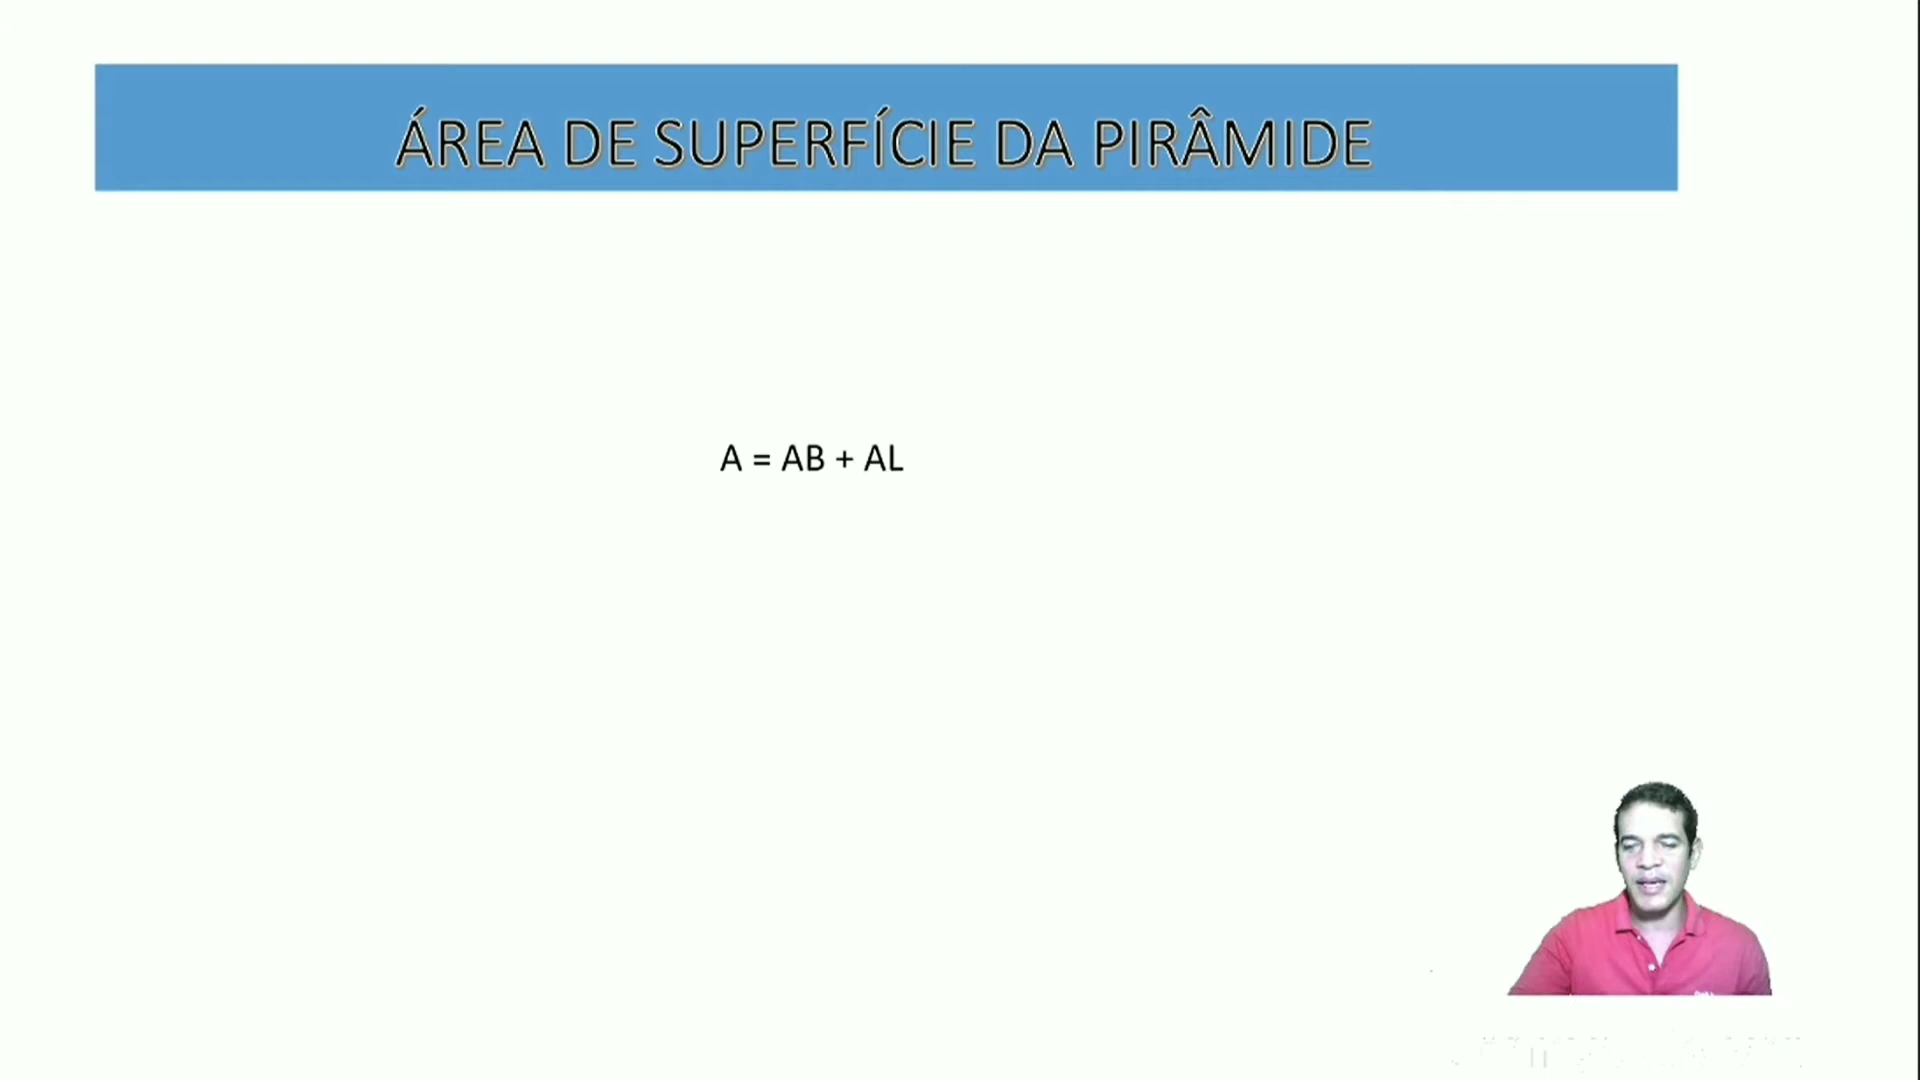 ÁREA DE SUPERFÍCIE DA PIRÂMIDE
A = AB + AL